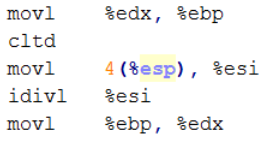 movl %edx, %ebp
cltd
movl 4(%esp), %esi
idivl %esi
movl %ebp, %edx